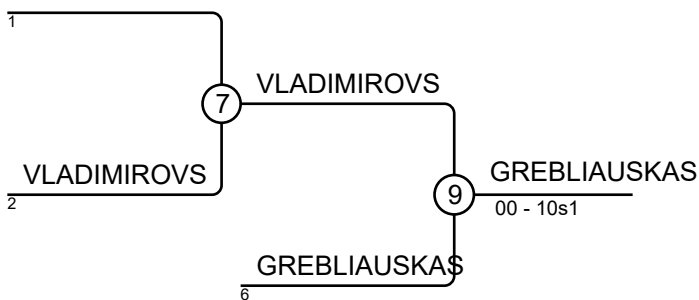 1
7
VLADIMIROVS
VLADIMIROVS
2
9
GREBLIAUSKAS
00 - 10s1
GREBLIAUSKAS
6